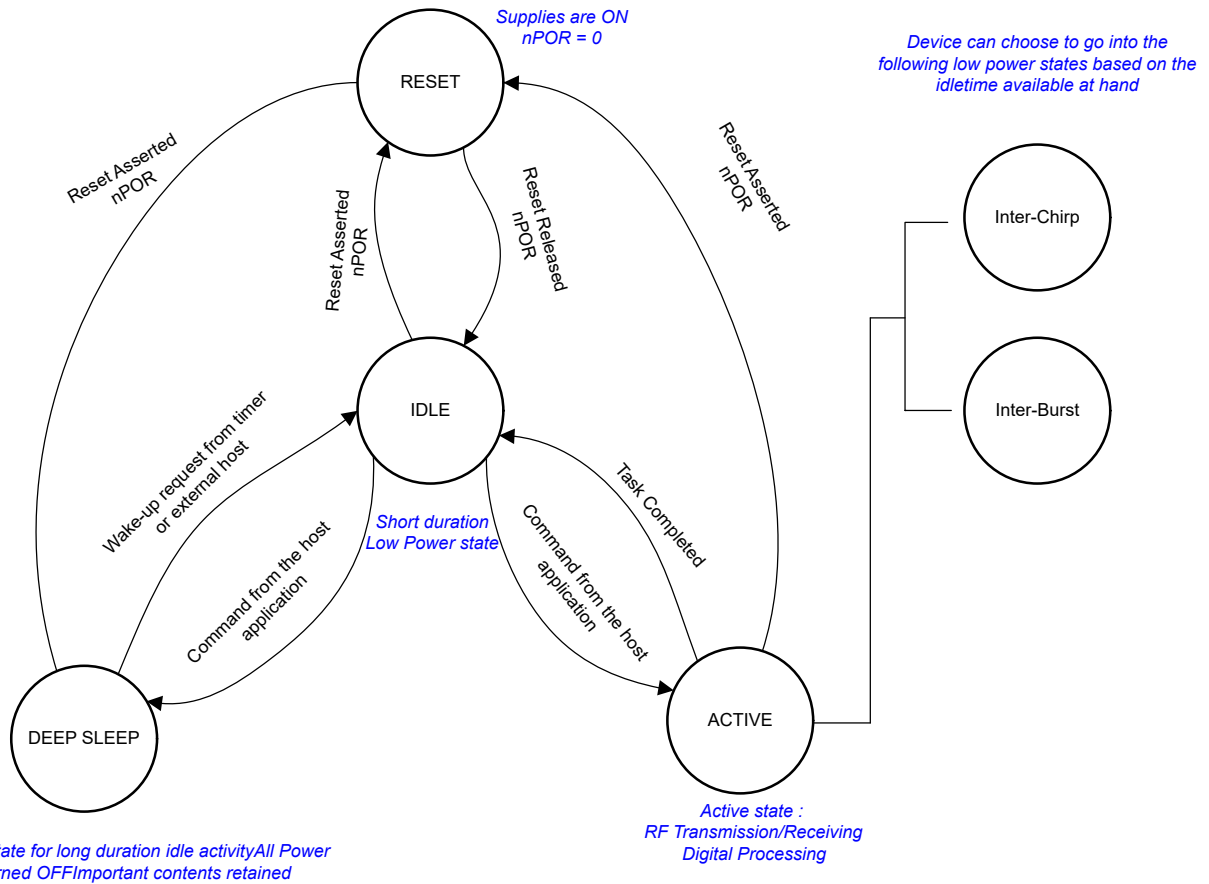 Supplies are ON
nPOR = 0
RESET
Device can choose to go into the
following low power states based on the
idletime available at hand
Reset Asserted
nPOR
Reset Asserted
nPOR
Reset Released
nPOR
Reset Asserted
nPOR
Inter-Chirp
Inter-Burst
IDLE
Wake-up request from timer
or external host
Command from the host
application
Short duration
Low Power state
Command from the host
application
Task Completed
DEEP SLEEP
ACTIVE
Active state :
RF Transmission/Receiving
Digital Processing
for long duration idle activityAll Power
OFFImportant contents retained